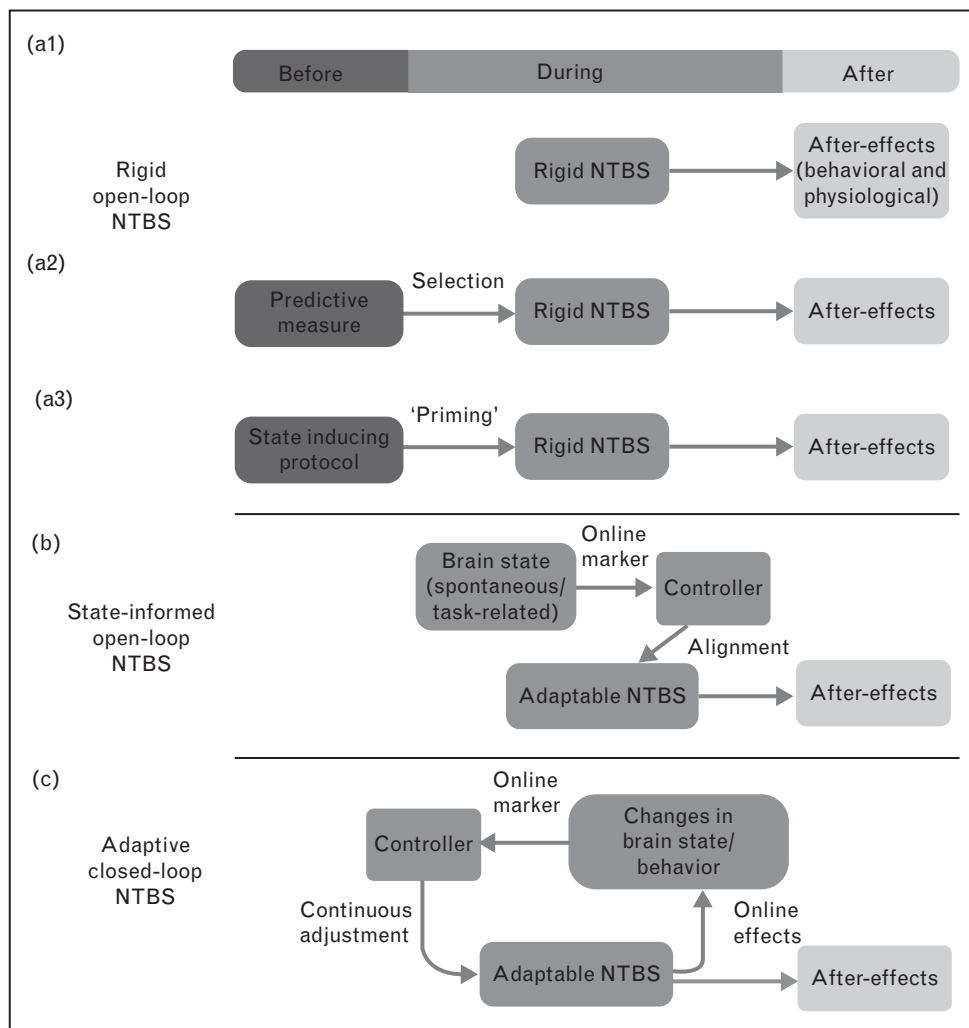 (a1)
Before
During
After
Rigid
open-loop
NTBS
Rigid NTBS
After-effects
(behavioral and
physiological)
(a2)
Predictive
measure
Selection
Rigid NTBS
After-effects
(a3)
State inducing
protocol
‘Priming’
Rigid NTBS
After-effects
(b)
State-informed
open-loop
NTBS
Brain state
(spontaneous/
task-related)
Online
marker
Controller
Alignment
Adaptable NTBS
After-effects
(c)
Adaptive
closed-loop
NTBS
Controller
Online
marker
Changes in
brain state/
behavior
Continuous
adjustment
Adaptable NTBS
Online
effects
After-effects